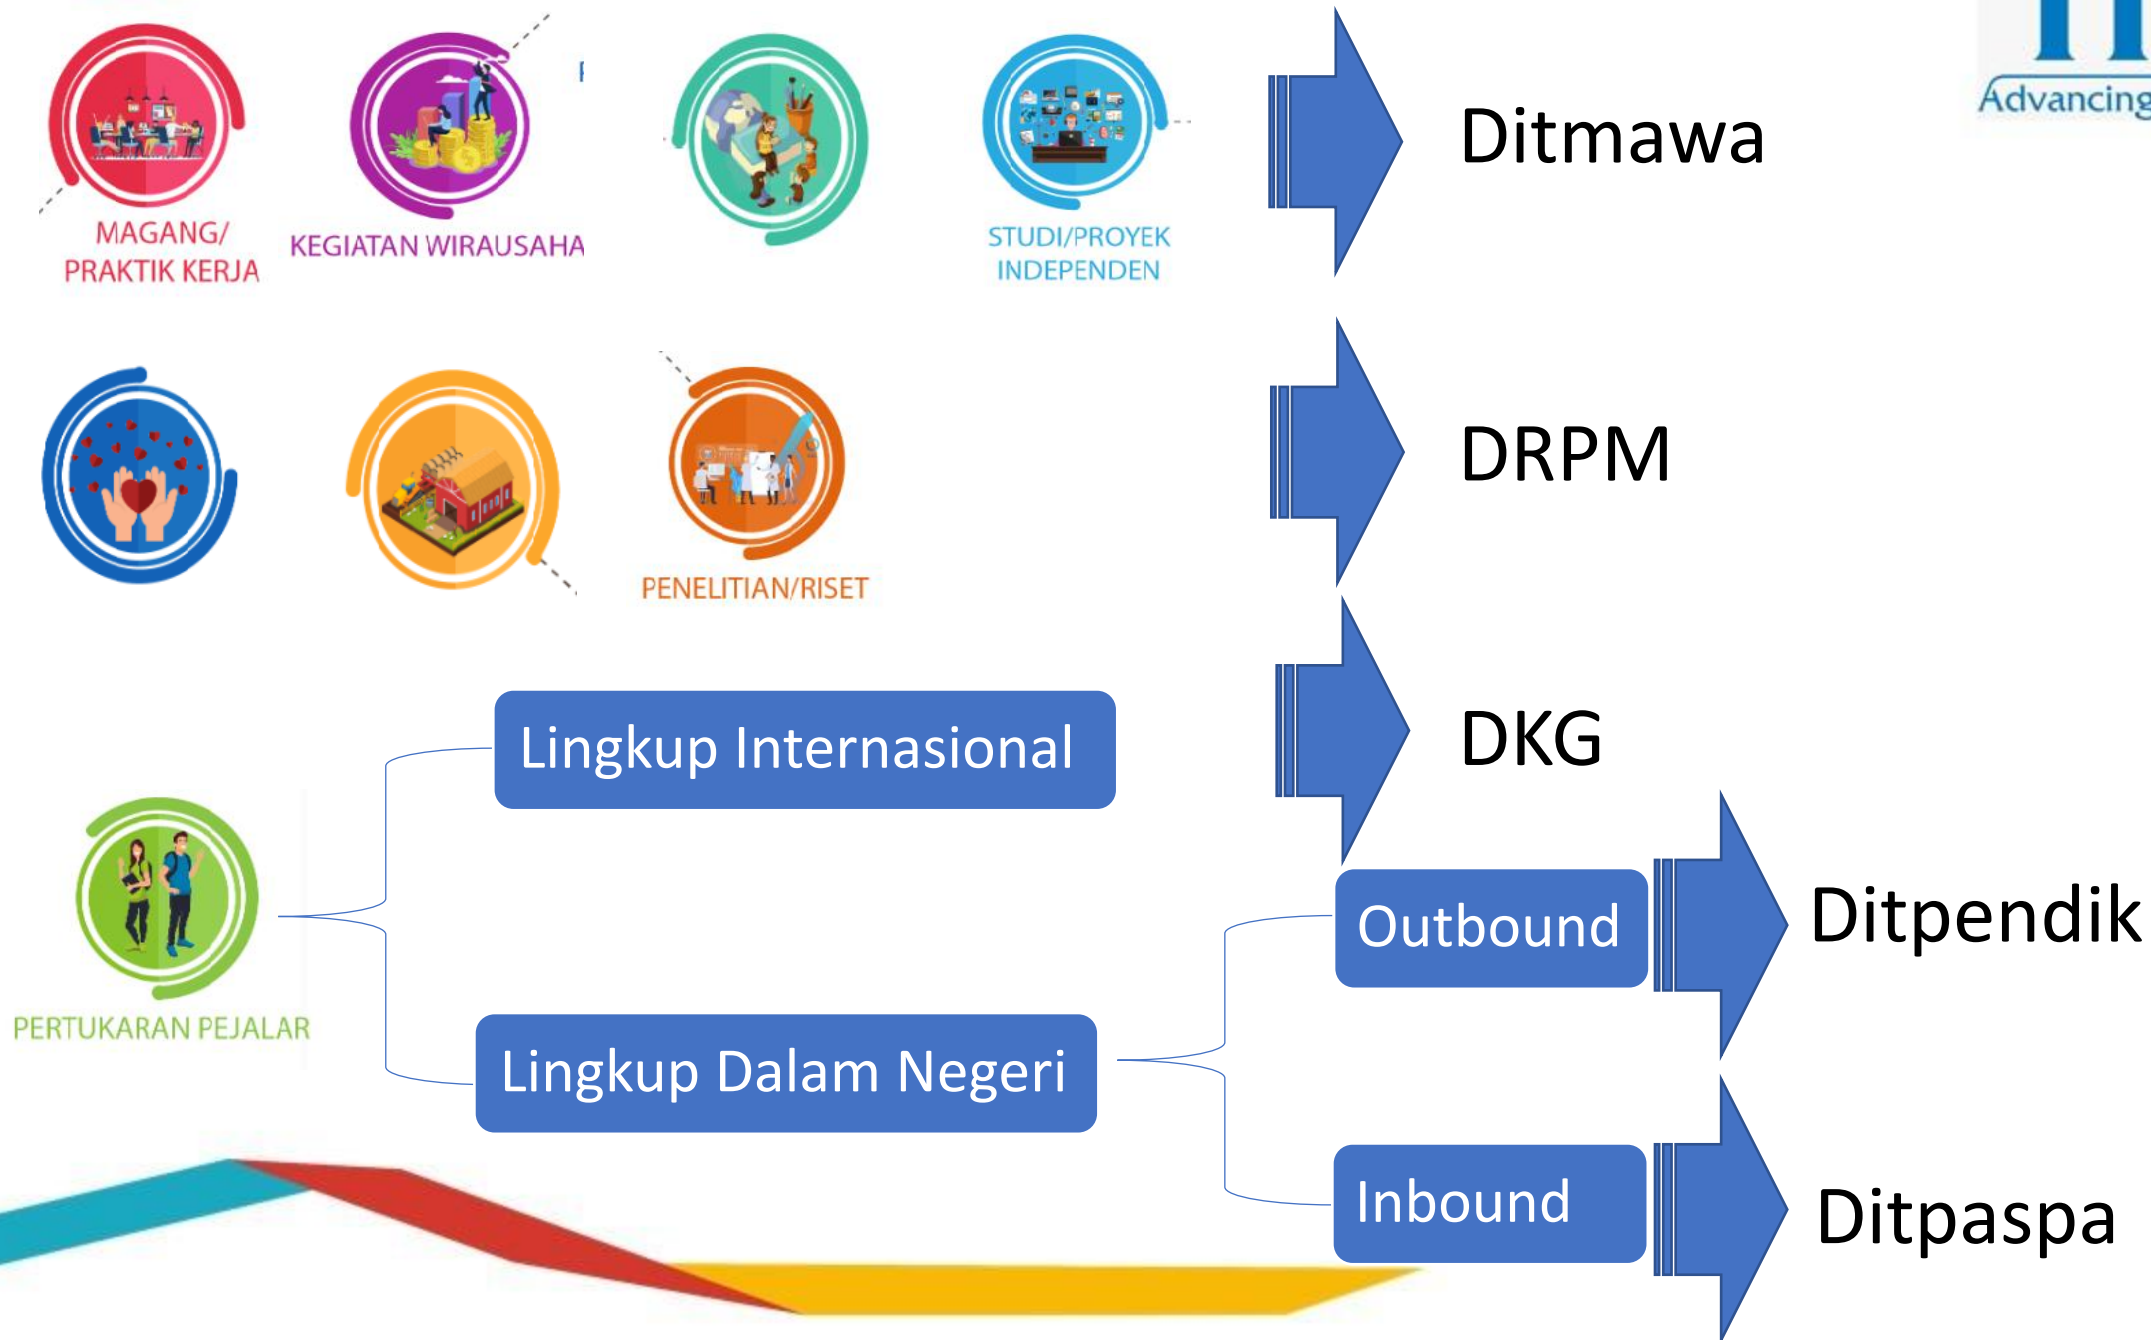 Advancing
Ditmawa
MAGANG/
PRAKTIK KERJA
KEGIATAN WIRAUSAHA
STUDI/PROYEK
INDEPENDEN
DRPM
PENELITIAN/RISET
Lingkup Internasional
DKG
PERTUKARAN PEJALAR
Lingkup Dalam Negeri
Outbound
Ditpendik
Inbound
Ditpaspa